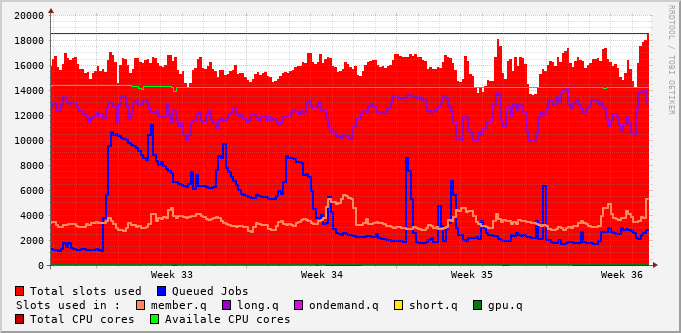 20000
18000
16000
14000
12000
10000
8000
6000
4000
2000
0
Week 33 Week 34 Week 35 Week 36
Total slots used Queued Jobs
Slots used in : member.q long.q ondemand.q short.q gpu.q
Total CPU cores Availale CPU cores
RRDTOOL / TOBI OETIKER